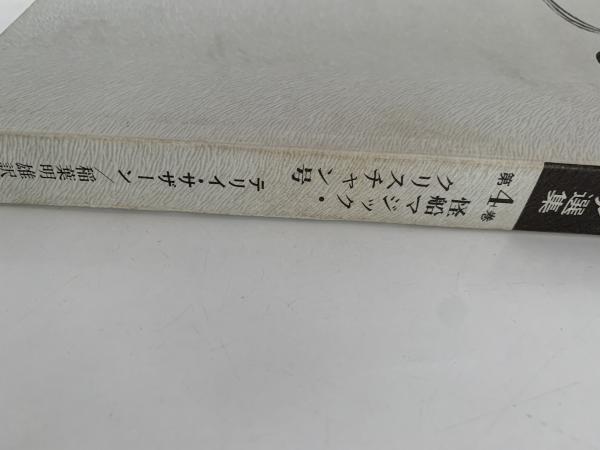 選集
第4巻
怪船マジック・
クリスチャン号
テリイ・サザーン/稲葉明雄訳